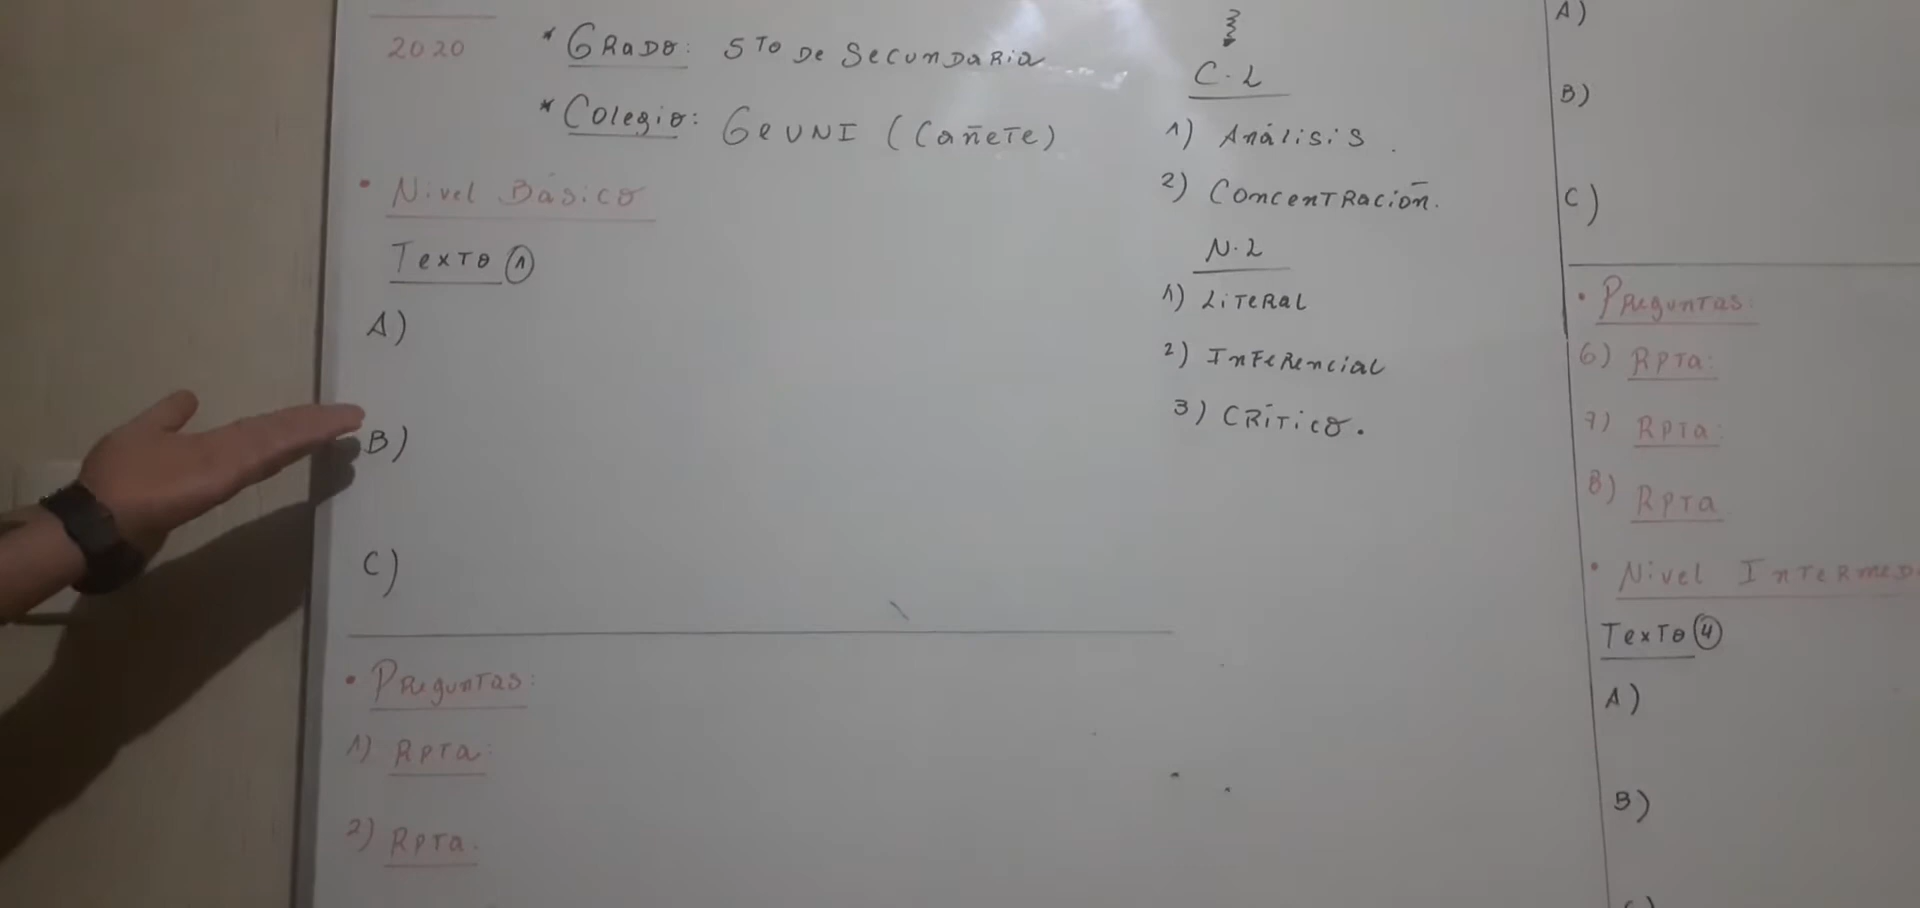 2020
* Grado: 5to de Secundaria
* Colegio: GEUNI (Cañete)
• Nivel Básico
Texto 1
A)
B)
C)
• Preguntas:
1) Rpta:
2) Rpta.
C.L
1) Análisis.
2) Concentración.
N.L
1) Literal
2) Inferencial
3) Crítico.
A)
B)
C)
• Preguntas:
6) Rpta:
7) Rpta:
8) Rpta
• Nivel
Texto 4
A)
B)